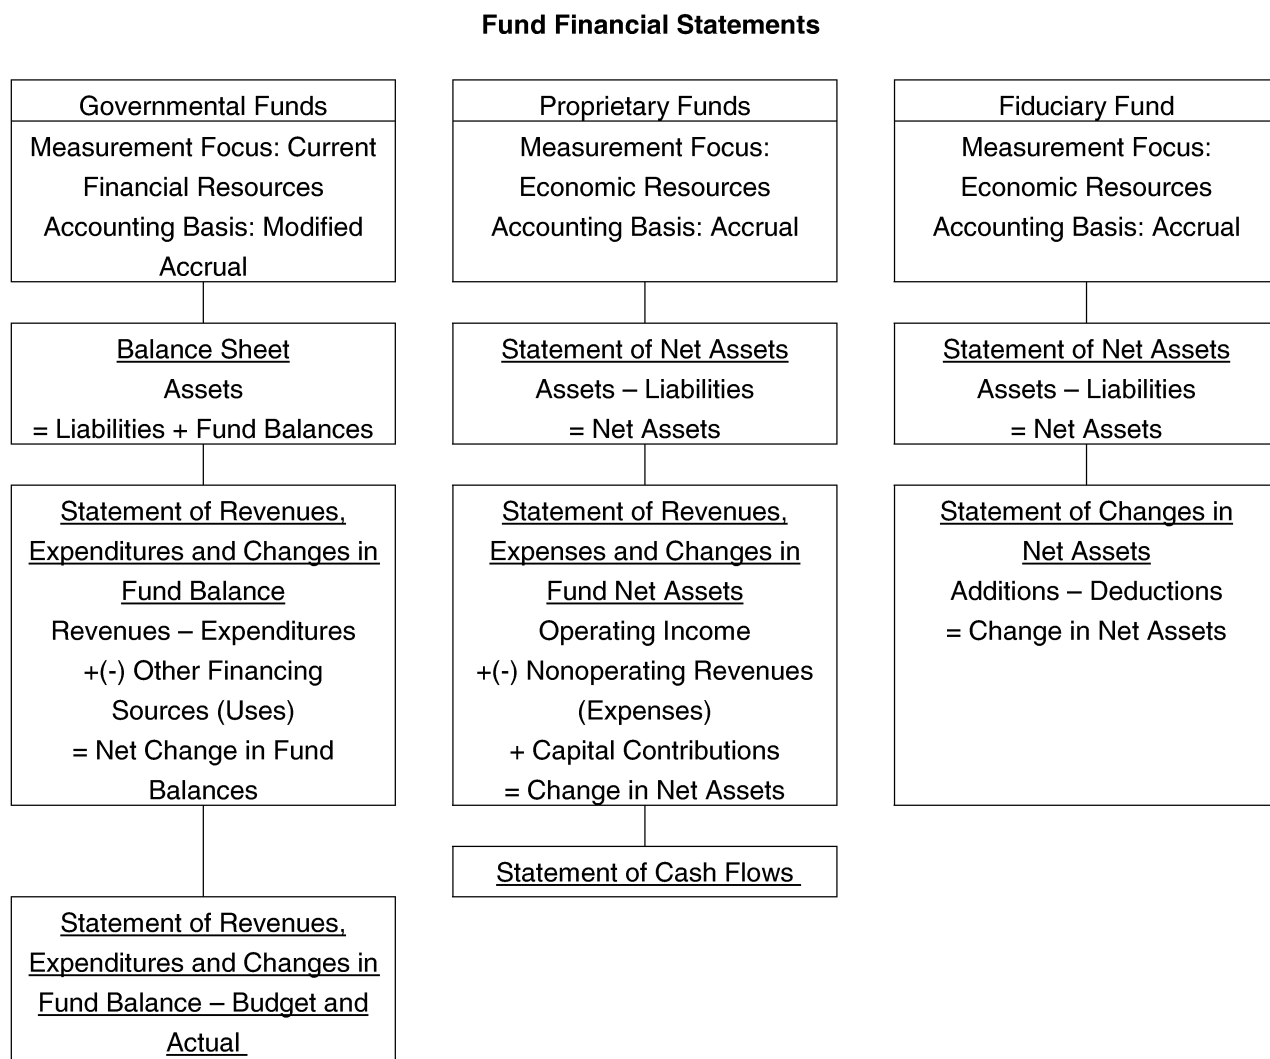 Fund Financial Statements
Governmental Funds
Measurement Focus: Current
Financial Resources
Accounting Basis: Modified
Accrual
Balance Sheet
Assets
= Liabilities + Fund Balances
Statement of Revenues,
Expenditures and Changes in
Fund Balance
Revenues – Expenditures
+(-) Other Financing
Sources (Uses)
= Net Change in Fund
Balances
Statement of Revenues,
Expenditures and Changes in
Fund Balance – Budget and
Actual
Proprietary Funds
Measurement Focus:
Economic Resources
Accounting Basis: Accrual
Statement of Net Assets
Assets – Liabilities
= Net Assets
Statement of Revenues,
Expenses and Changes in
Fund Net Assets
Operating Income
+(-) Nonoperating Revenues
(Expenses)
+ Capital Contributions
= Change in Net Assets
Statement of Cash Flows
Fiduciary Fund
Measurement Focus:
Economic Resources
Accounting Basis: Accrual
Statement of Net Assets
Assets – Liabilities
= Net Assets
Statement of Changes in
Net Assets
Additions – Deductions
= Change in Net Assets